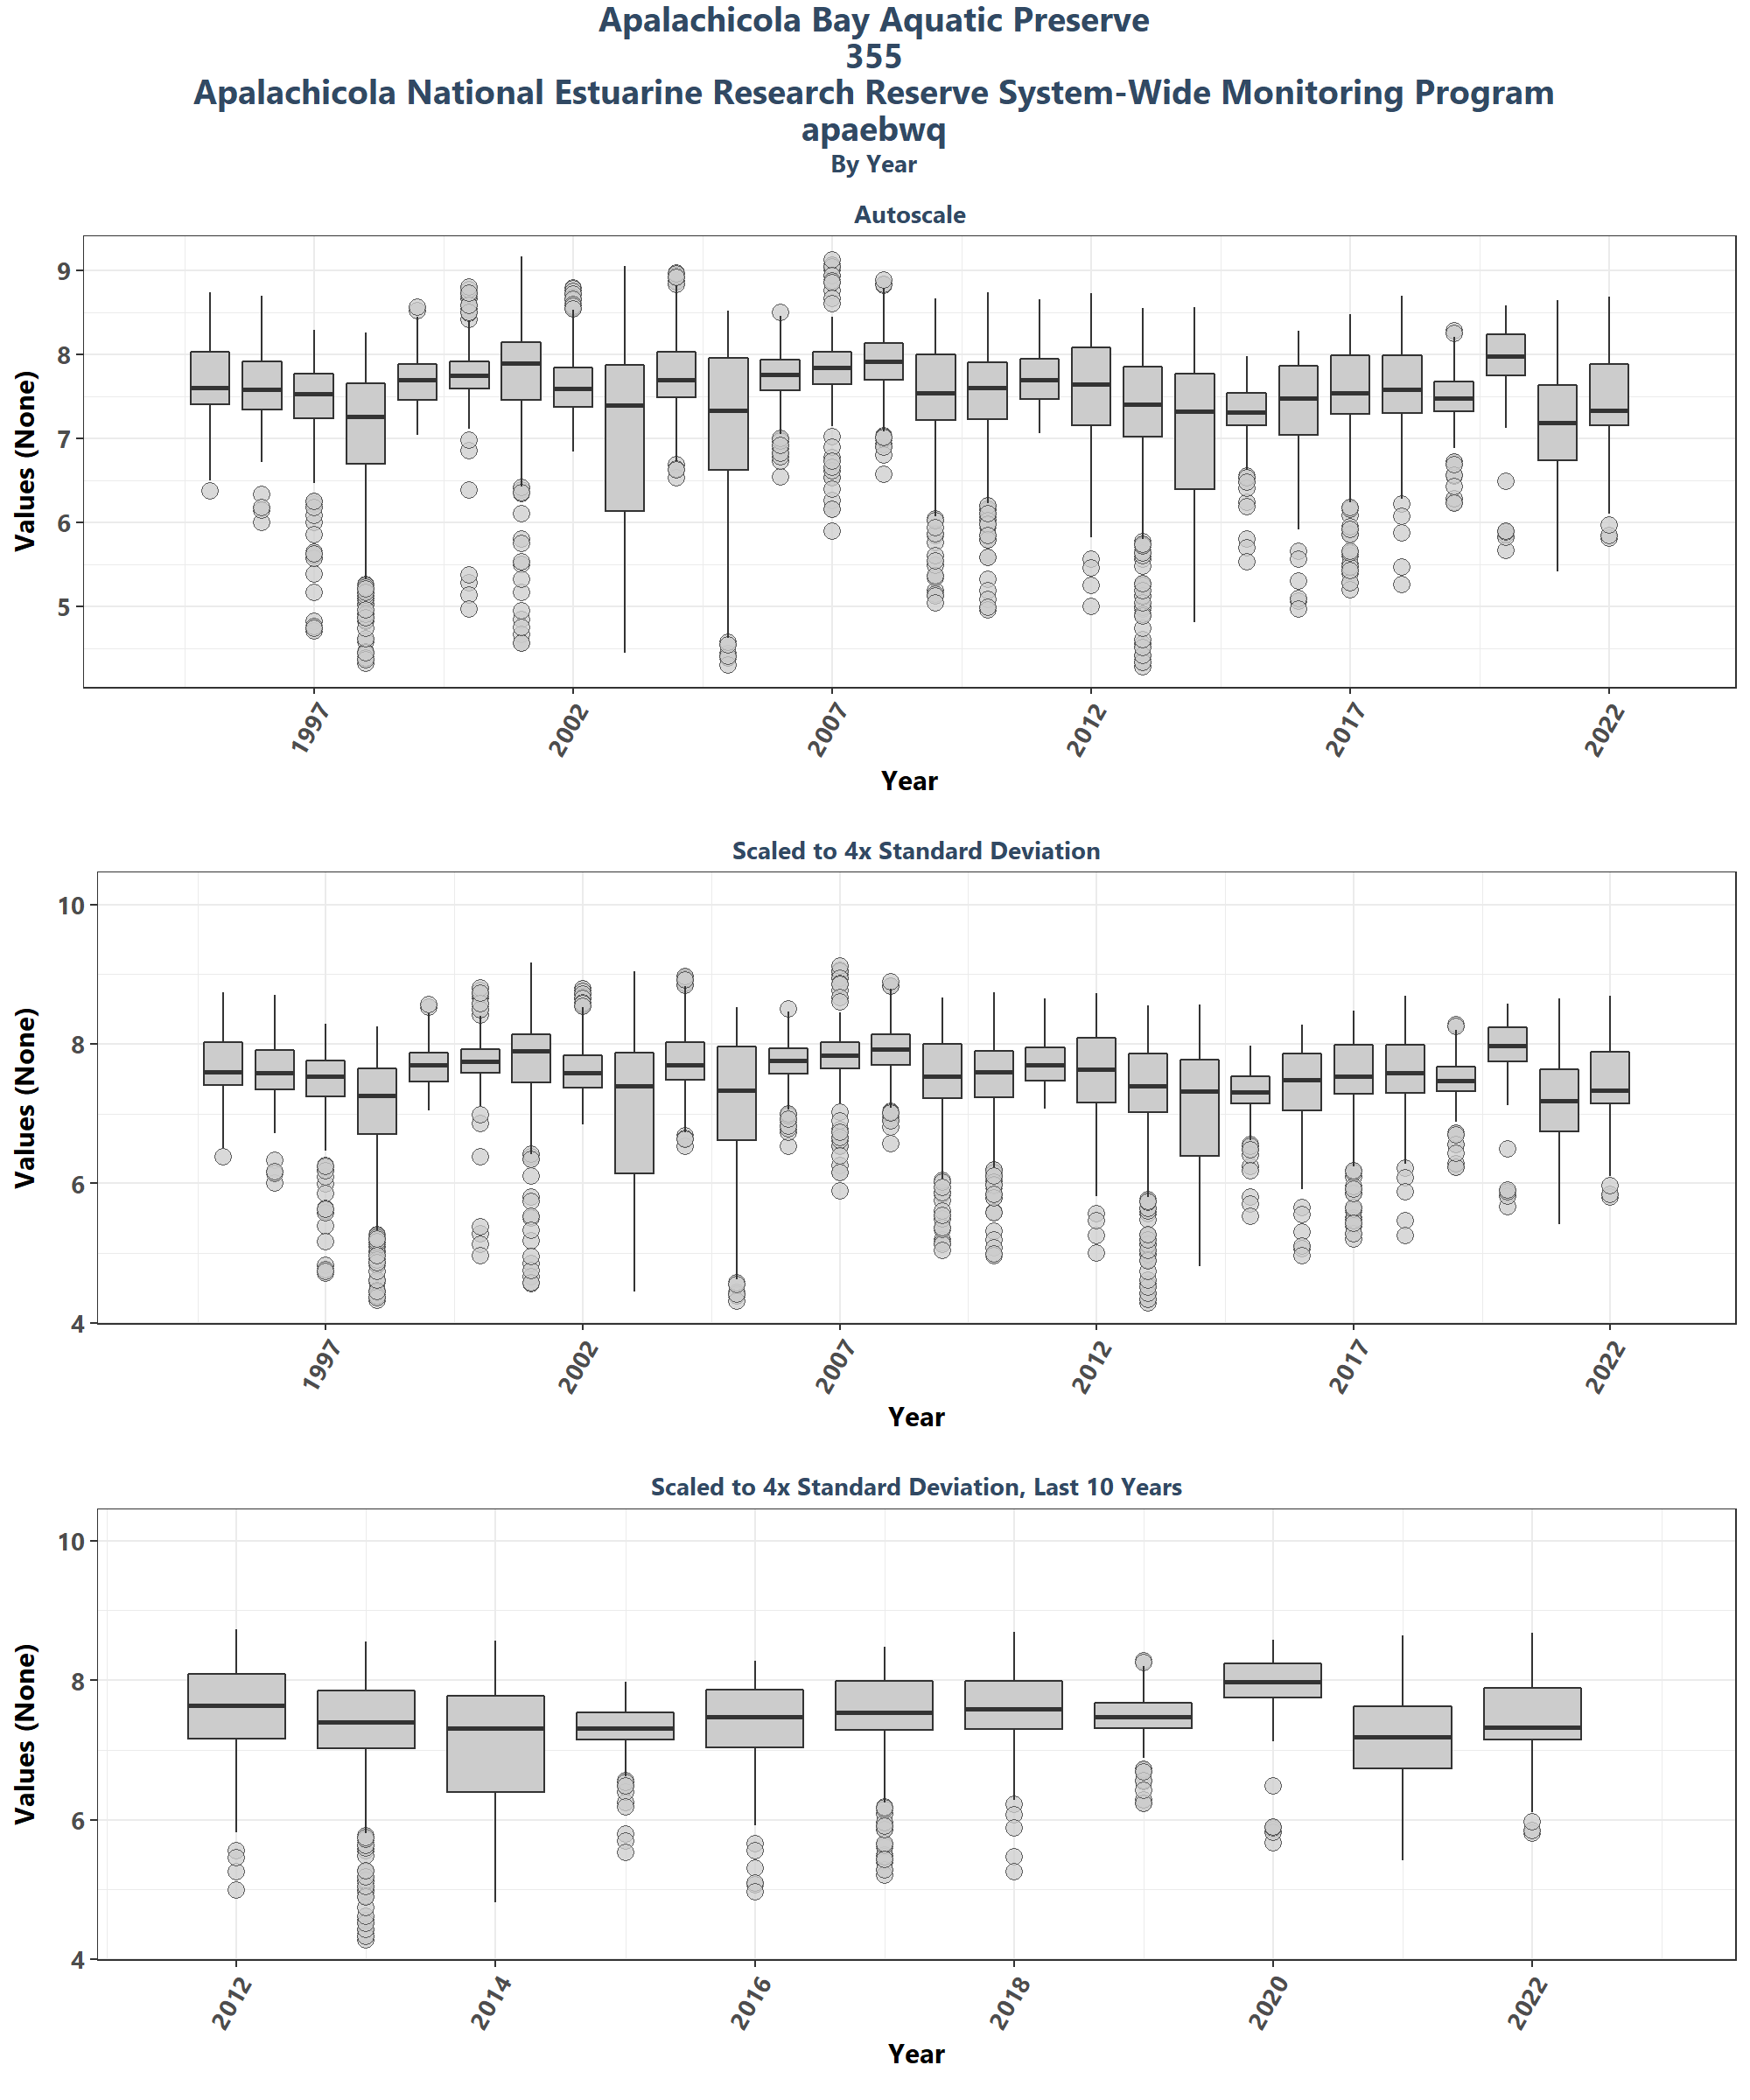 Apalachicola Bay Aquatic Preserve
355
Apalachicola National Estuarine Research Reserve System-Wide Monitoring Program
apaebwq
By Year
Autoscale
Values (None)
9
8
7
6
5
1997 2002 2007 2012 2017 2022
Year
Scaled to 4x Standard Deviation
Values (None)
10
8
6
4
1997 2002 2007 2012 2017 2022
Year
Scaled to 4x Standard Deviation, Last 10 Years
Values (None)
10
8
6
4
2012 2014 2016 2018 2020 2022
Year